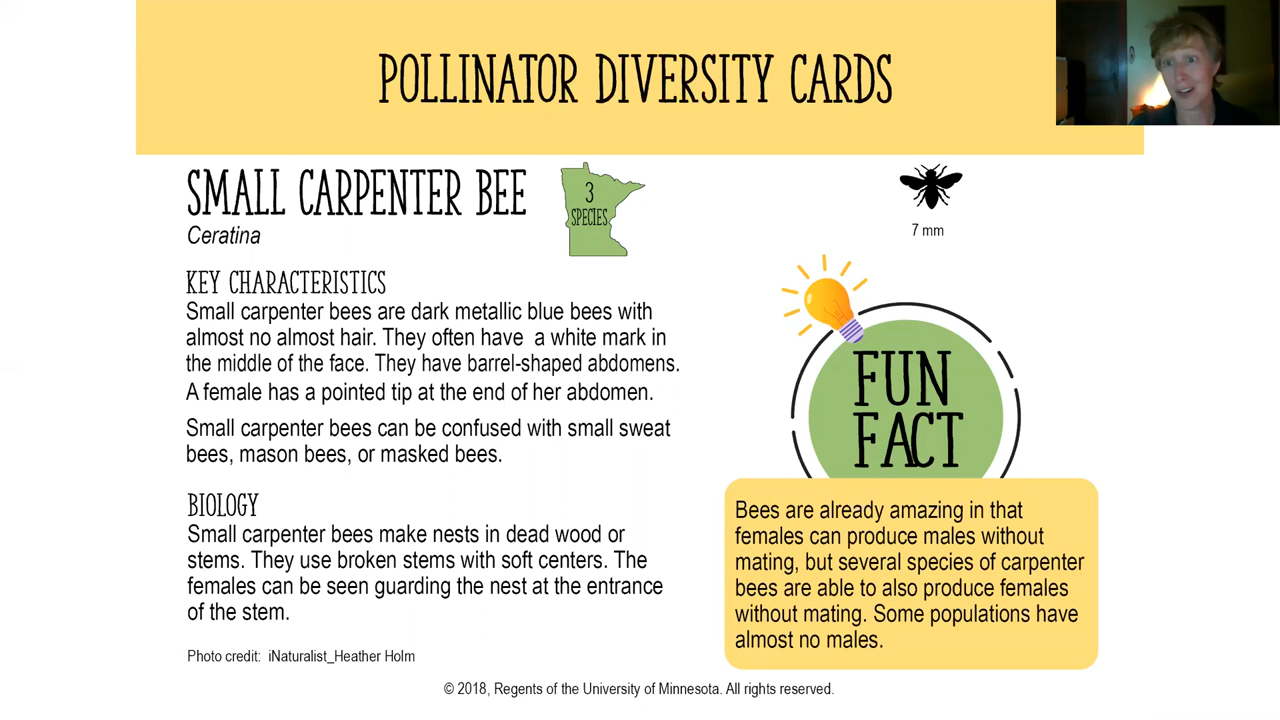 POLLINATOR DIVERSITY CARDS
SMALL CARPENTER BEE
Ceratina
3
SPECIES
7 mm
KEY CHARACTERISTICS
Small carpenter bees are dark metallic blue bees with
almost no almost hair. They often have a white mark in
the middle of the face. They have barrel-shaped abdomens.
A female has a pointed tip at the end of her abdomen.
Small carpenter bees can be confused with small sweat
bees, mason bees, or masked bees.
BIOLOGY
Small carpenter bees make nests in dead wood or
stems. They use broken stems with soft centers. The
females can be seen guarding the nest at the entrance
of the stem.
Photo credit: iNaturalist_Heather Holm
FUN
FACT
Bees are already amazing in that
females can produce males without
mating, but several species of carpenter
bees are able to also produce females
without mating. Some populations have
almost no males.
© 2018, Regents of the University of Minnesota. All rights reserved.